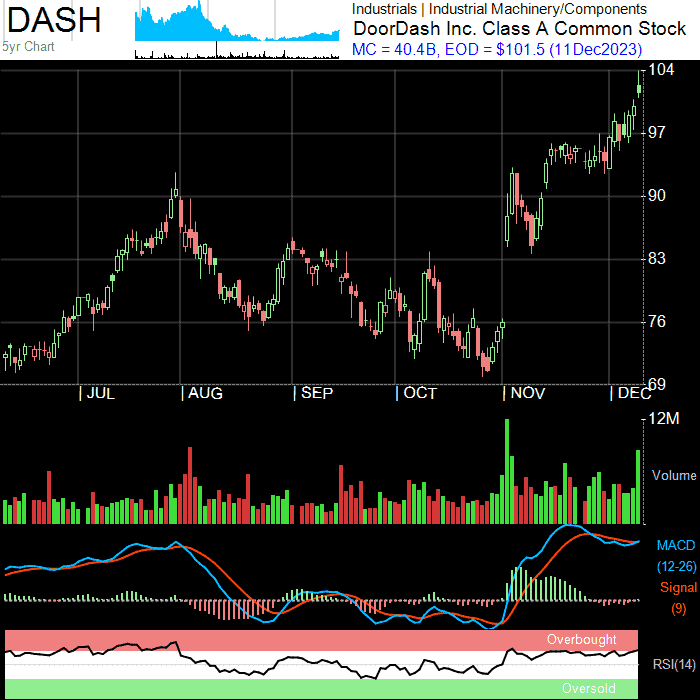 DASH
5yr Chart
Industrials | Industrial Machinery/Components
DoorDash Inc. Class A Common Stock
MC = 40.4B, EOD = $101.5 (11Dec2023)
104
97
90
83
76
69
| JUL | AUG | SEP | OCT | NOV | DEC
12M
Volume
MACD
(12-26)
Signal
(9)
Overbought
RSI(14)
Oversold